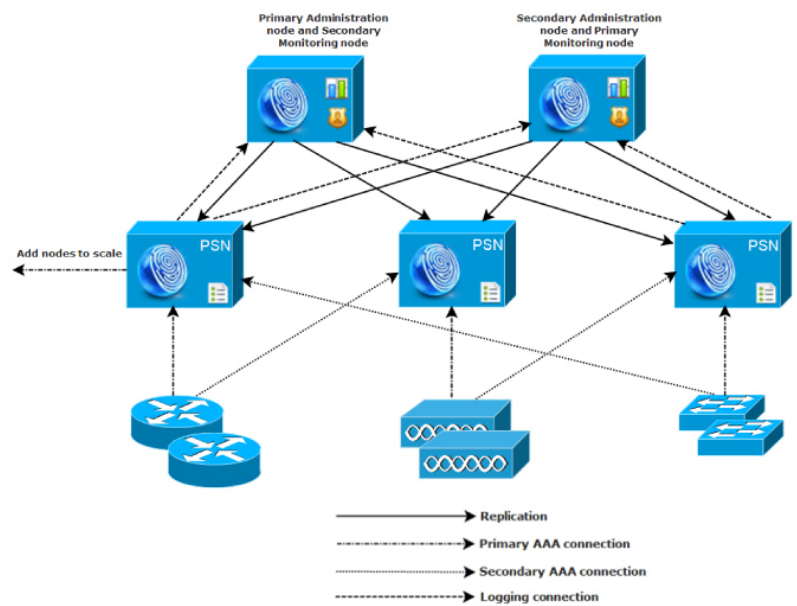 Primary Administration
node and Secondary
Monitoring node
Secondary Administration
node and Primary
Monitoring node
PSN
PSN
PSN
Add nodes to scale
Replication
Primary AAA connection
Secondary AAA connection
Logging connection